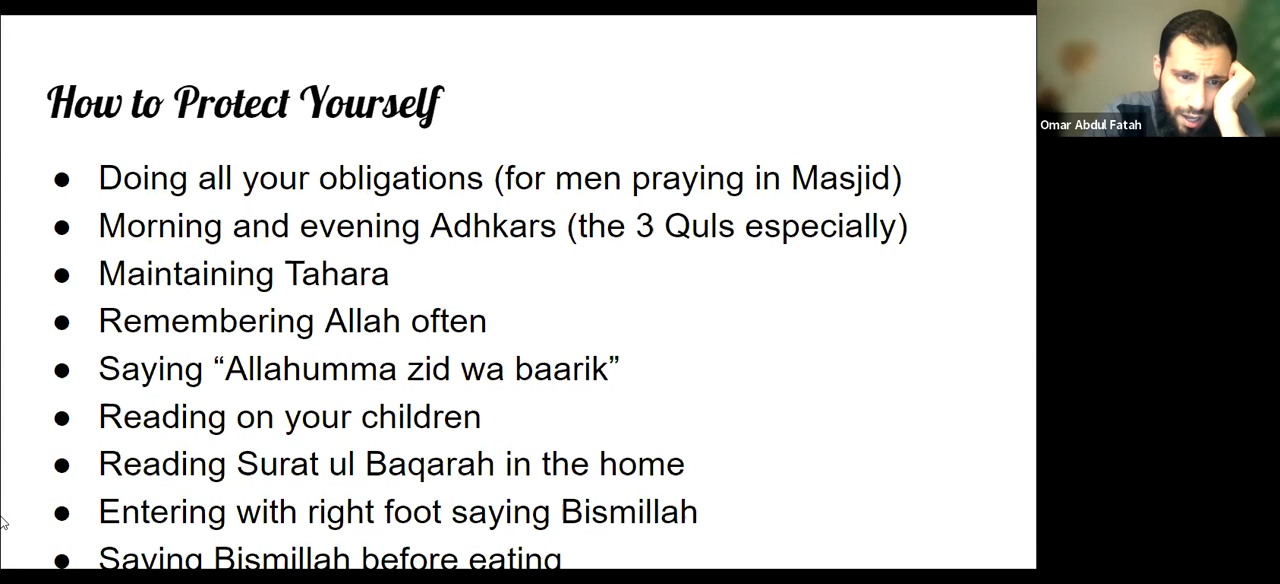 How to Protect Yourself
● Doing all your obligations (for men praying in Masjid)
● Morning and evening Adhkars (the 3 Quls especially)
● Maintaining Tahara
● Remembering Allah often
● Saying “Allahumma zid wa baarik”
● Reading on your children
● Reading Surat ul Baqarah in the home
● Entering with right foot saying Bismillah
● Saying Bismillah before eating
Omar Abdul Fatah